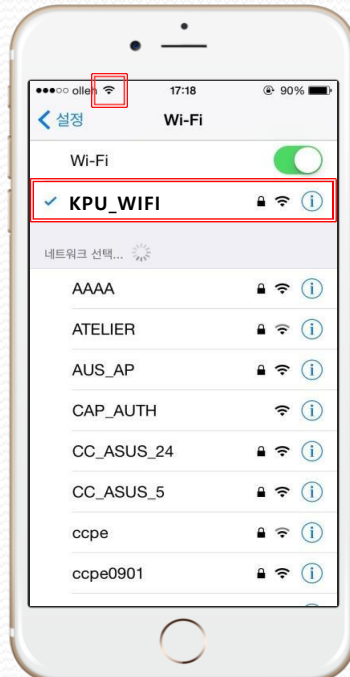 olleh 17:18 90%
설정 Wi-Fi
Wi-Fi
KPU_WIFI
네트워크 선택...
AAAA
ATELIER
AUS_AP
CAP_AUTH
CC_ASUS_24
CC_ASUS_5
ccpe
ccpe0901